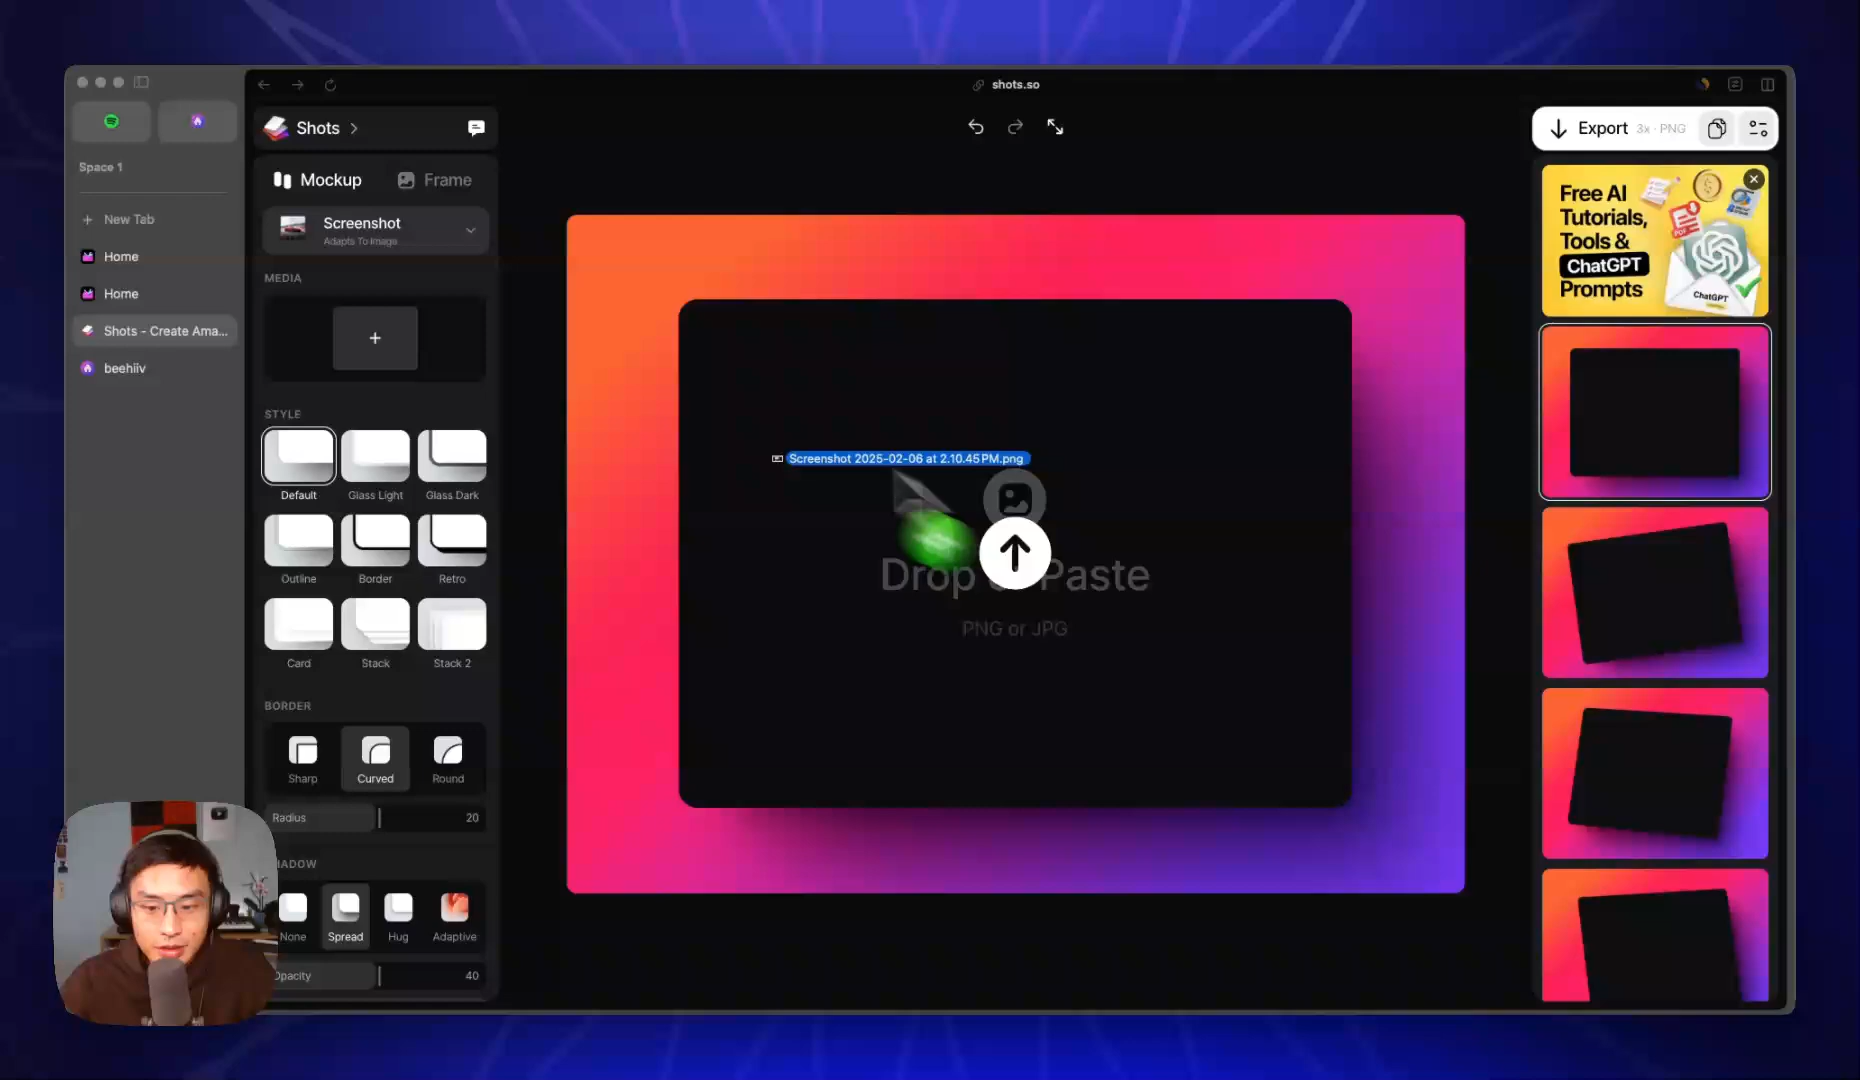 shots.so
Shots
Export 3x · PNG
Space 1
New Tab
Home
Home
Shots - Create Ama...
beehiiv
Mockup
Frame
Screenshot
Adapts To Image
MEDIA
+
STYLE
Default
Glass Light
Glass Dark
Outline
Border
Retro
Card
Stack
Stack 2
BORDER
Sharp
Curved
Round
Radius
20
HADOW
None
Spread
Hug
Adaptive
Opacity
40
Screenshot 2025-02-06 at 2.10.45 PM.png
Drop Paste
PNG or JPG
Free AI
Tutorials,
Tools &
ChatGPT
Prompts
ChatGPT